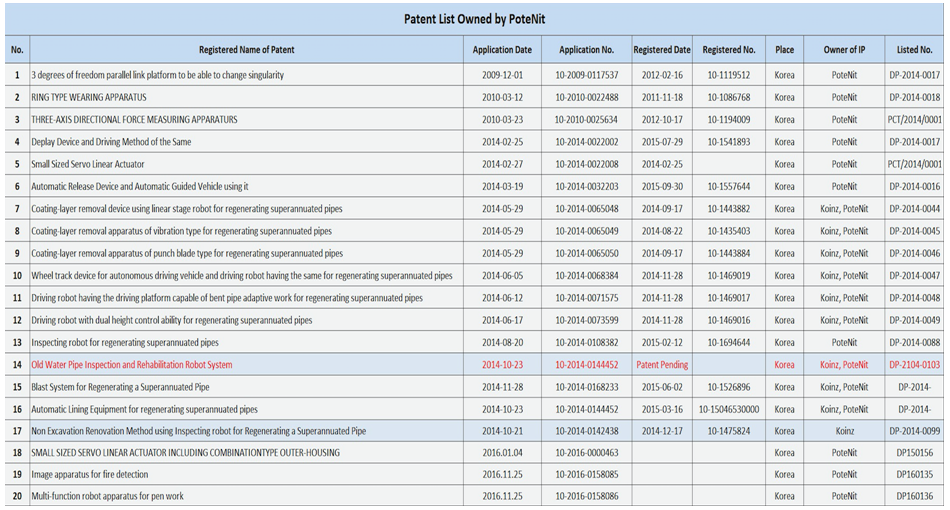 Patent List Owned by PoteNit
No. Registered Name of Patent Application Date Application No. Registered Date Registered No. Place Owner of IP Listed No.
1 3 degrees of freedom parallel link platform to be able to change singularity 2009-12-01 10-2009-0117537 2012-02-16 10-1119512 Korea PoteNit DP-2014-0017
2 RING TYPE WEARING APPARATUS 2010-03-12 10-2010-0022488 2011-11-18 10-1086768 Korea PoteNit DP-2014-0018
3 THREE-AXIS DIRECTIONAL FORCE MEASURING APPARATURS 2010-03-23 10-2010-0025634 2012-10-17 10-1194009 Korea PoteNit PCT/2014/0001
4 Deplay Device and Driving Method of the Same 2014-02-25 10-2014-0022002 2015-07-29 10-1541893 Korea PoteNit DP-2014-0017
5 Small Sized Servo Linear Actuator 2014-02-27 10-2014-0022008 2014-02-25 Korea PoteNit PCT/2014/0001
6 Automatic Release Device and Automatic Guided Vehicle using it 2014-03-19 10-2014-0032203 2015-09-30 10-1557644 Korea PoteNit DP-2014-0016
7 Coating-layer removal device using linear stage robot for regenerating superannuated pipes 2014-05-29 10-2014-0065048 2014-09-17 10-1443882 Korea Koinz, PoteNit DP-2014-0044
8 Coating-layer removal apparatus of vibration type for regenerating superannuated pipes 2014-05-29 10-2014-0065049 2014-08-22 10-1435403 Korea Koinz, PoteNit DP-2014-0045
9 Coating-layer removal apparatus of punch blade type for regenerating superannuated pipes 2014-05-29 10-2014-0065050 2014-09-17 10-1443884 Korea Koinz, PoteNit DP-2014-0046
10 Wheel track device for autonomous driving vehicle and driving robot having the same for regenerating superannuated pipes 2014-06-05 10-2014-0068384 2014-11-28 10-1469019 Korea Koinz, PoteNit DP-2014-0047
11 Driving robot having the driving platform capable of bent pipe adaptive work for regenerating superannuated pipes 2014-06-12 10-2014-0071575 2014-11-28 10-1469017 Korea Koinz, PoteNit DP-2014-0048
12 Driving robot with dual height control ability for regenerating superannuated pipes 2014-06-17 10-2014-0073599 2014-11-28 10-1469016 Korea Koinz, PoteNit DP-2014-0049
13 Inspecting robot for regenerating superannuated pipes 2014-08-20 10-2014-0108382 2015-02-12 10-1694644 Korea PoteNit DP-2014-0088
14 Old Water Pipe Inspection and Rehabilitation Robot System 2014-10-23 10-2014-0144452 Patent Pending Korea Koinz, PoteNit DP-2104-0103
15 Blast System for Regenerating a Superannuated Pipe 2014-11-28 10-2014-0168233 2015-06-02 10-1526896 Korea Koinz, PoteNit DP-2014-
16 Automatic Lining Equipment for regenerating superannuated pipes 2014-10-23 10-2014-0144452 2015-03-16 10-15046530000 Korea Koinz, PoteNit DP-2014-
17 Non Excavation Renovation Method using Inspecting robot for Regenerating a Superannuated Pipe 2014-10-21 10-2014-0142438 2014-12-17 10-1475824 Korea Koinz DP-2014-0099
18 SMALL SIZED SERVO LINEAR ACTUATOR INCLUDING COMBINATIONTYPE OUTER-HOUSING 2016.01.04 10-2016-0000463 Korea PoteNit DP150156
19 Image apparatus for fire detection 2016.11.25 10-2016-0158085 Korea PoteNit DP160135
20 Multi-function robot apparatus for pen work 2016.11.25 10-2016-0158086 Korea PoteNit DP160136